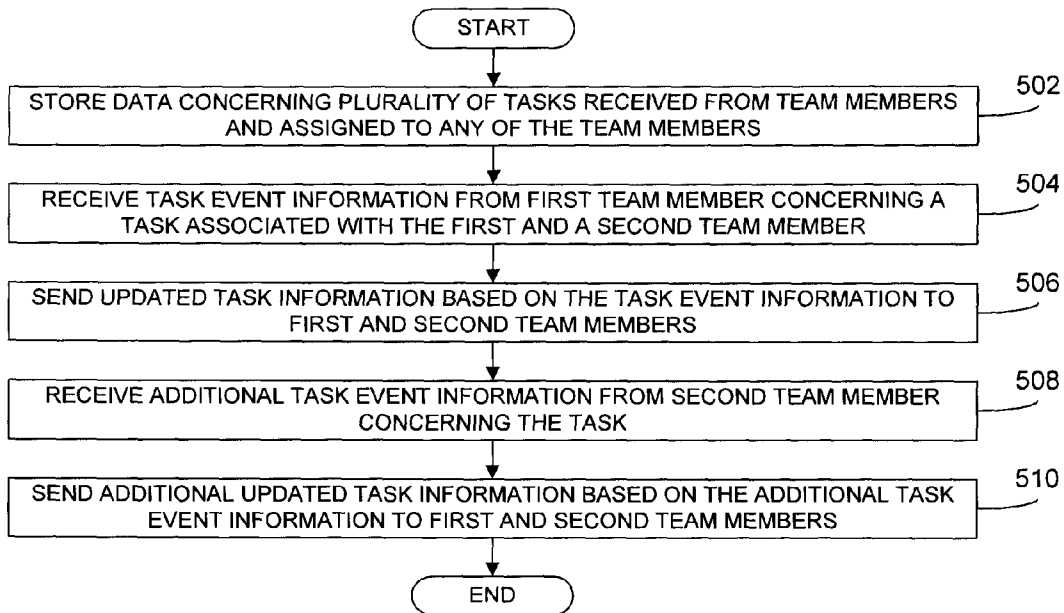 START
502
STORE DATA CONCERNING PLURALITY OF TASKS RECEIVED FROM TEAM MEMBERS
AND ASSIGNED TO ANY OF THE TEAM MEMBERS
504
RECEIVE TASK EVENT INFORMATION FROM FIRST TEAM MEMBER CONCERNING A
TASK ASSOCIATED WITH THE FIRST AND A SECOND TEAM MEMBER
506
SEND UPDATED TASK INFORMATION BASED ON THE TASK EVENT INFORMATION TO
FIRST AND SECOND TEAM MEMBERS
508
RECEIVE ADDITIONAL TASK EVENT INFORMATION FROM SECOND TEAM MEMBER
CONCERNING THE TASK
510
SEND ADDITIONAL UPDATED TASK INFORMATION BASED ON THE ADDITIONAL TASK
EVENT INFORMATION TO FIRST AND SECOND TEAM MEMBERS
END